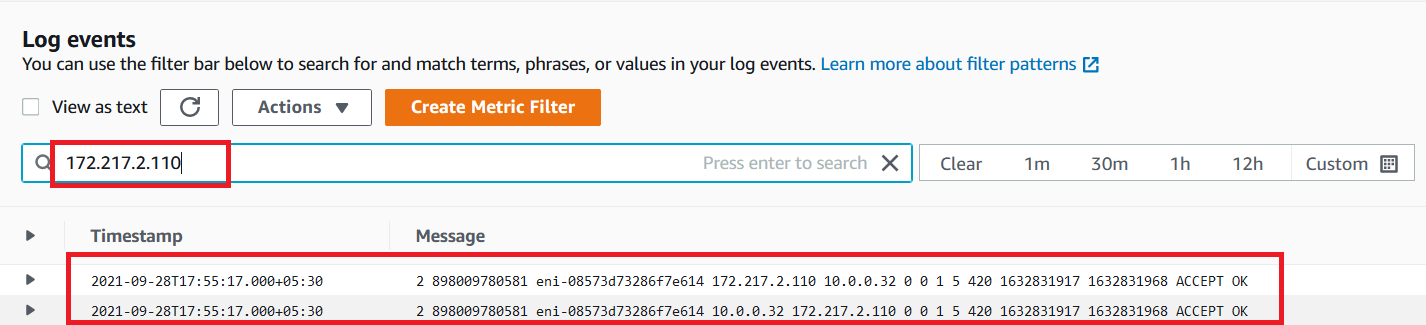 Log events
You can use the filter bar below to search for and match terms, phrases, or values in your log events. Learn more about filter patterns
View as text Actions Create Metric Filter
172.217.2.110 Press enter to search Clear 1m 30m 1h 12h Custom
Timestamp Message
2021-09-28T17:55:17.000+05:30 2 898009780581 eni-08573d73286f7e614 172.217.2.110 10.0.0.32 0 0 1 5 420 1632831917 1632831968 ACCEPT OK
2021-09-28T17:55:17.000+05:30 2 898009780581 eni-08573d73286f7e614 10.0.0.32 172.217.2.110 0 0 1 5 420 1632831917 1632831968 ACCEPT OK